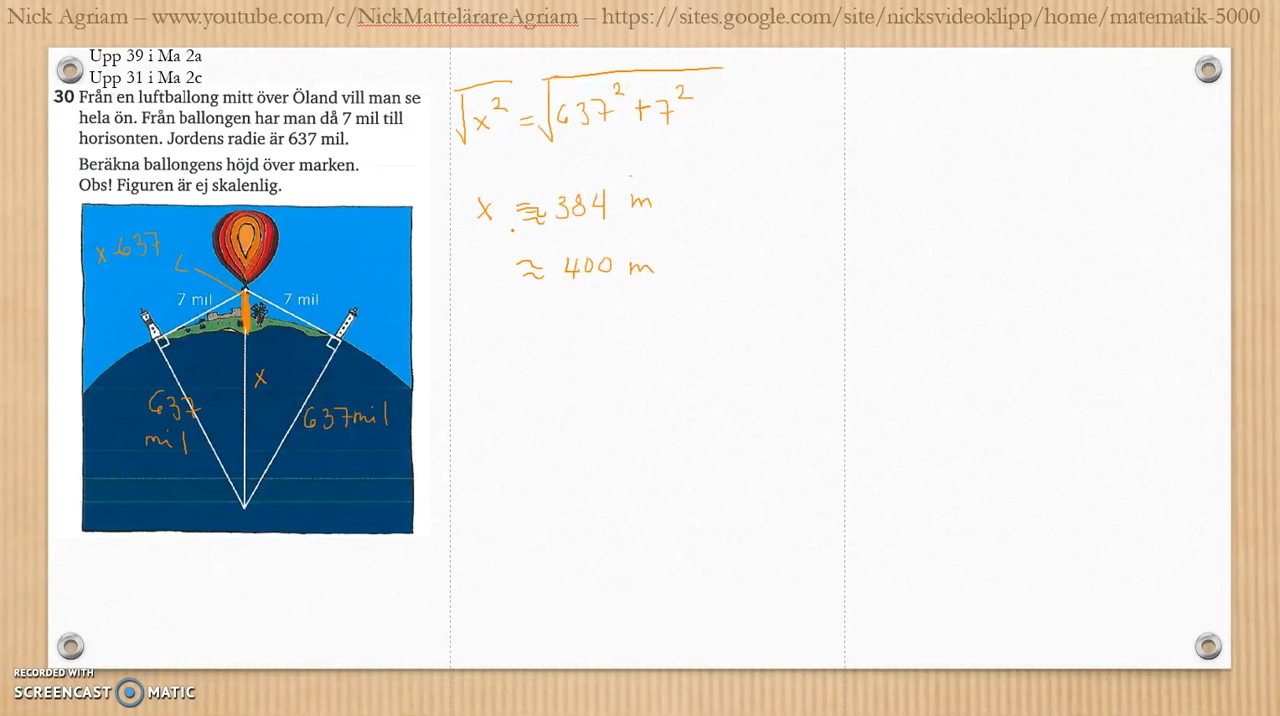 Nick Agriam – www.youtube.com/c/NickMattelärareAgriam – https://sites.google.com/site/nicksvideoklipp/home/matematik-5000
Upp 39 i Ma 2a
Upp 31 i Ma 2c
30 Från en luftballong mitt över Öland vill man se
hela ön. Från ballongen har man då 7 mil till
horisonten. Jordens radie är 637 mil.
Beräkna ballongens höjd över marken.
Obs! Figuren är ej skalenlig.
x 637
7 mil
7 mil
x
637
mil
637mil
√x² = √637² + 7²
x ≈ 384 m
≈ 400 m
RECORDED WITH
SCREENCAST MATIC